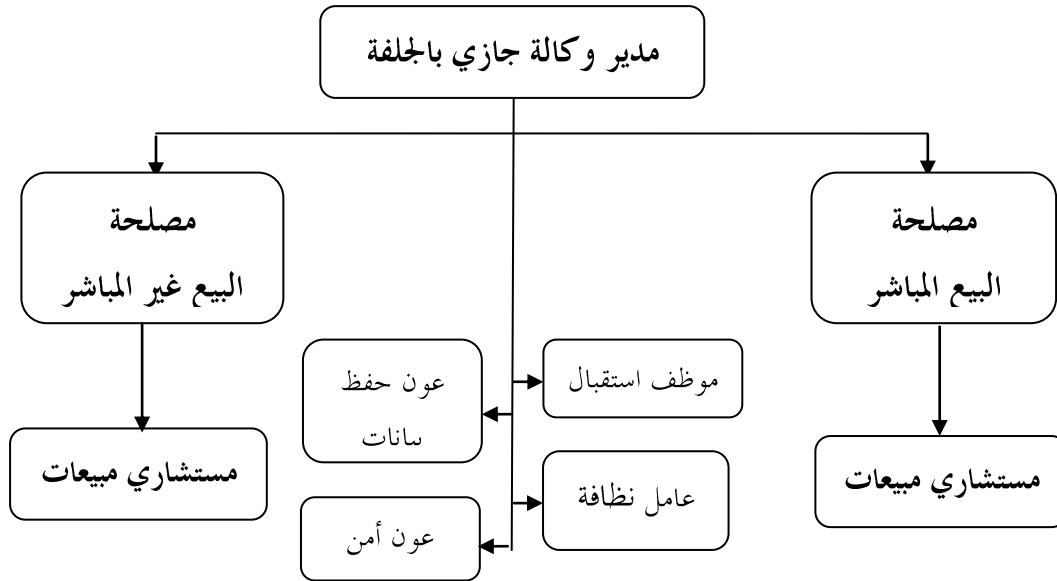 مدير وكالة جازي بالجلفة
مصلحة
البيع المباشر
مصلحة
البيع غير المباشر
موظف استقبال
عون حفظ
بيانات
مستشاري مبيعات
مستشاري مبيعات
عامل نظافة
عون أمن